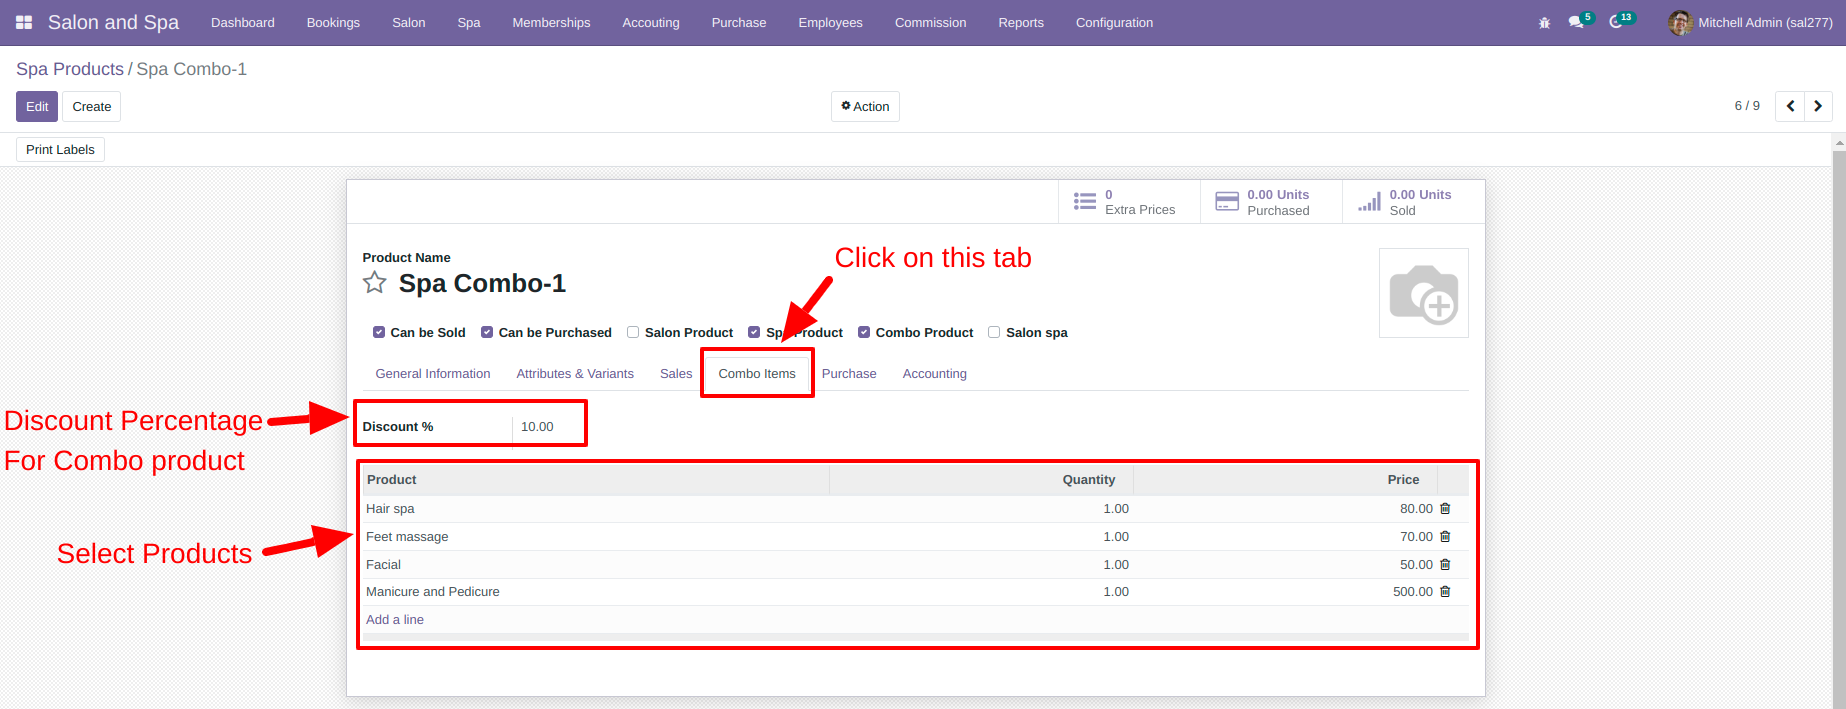 Salon and Spa Dashboard Bookings Salon Spa Memberships Accouting Purchase Employees Commission Reports Configuration 5 13 Mitchell Admin (sal277)
Spa Products / Spa Combo-1
Edit Create Action 6 / 9
Print Labels
0 Extra Prices
0.00 Units Purchased
0.00 Units Sold
Click on this tab
Product Name
Spa Combo-1
Can be Sold Can be Purchased Salon Product Spa Product Combo Product Salon spa
General Information Attributes & Variants Sales Combo Items Purchase Accounting
Discount Percentage
For Combo product
Discount % 10.00
Product Quantity Price
Hair spa 1.00 80.00
Feet massage 1.00 70.00
Select Products
Facial 1.00 50.00
Manicure and Pedicure 1.00 500.00
Add a line